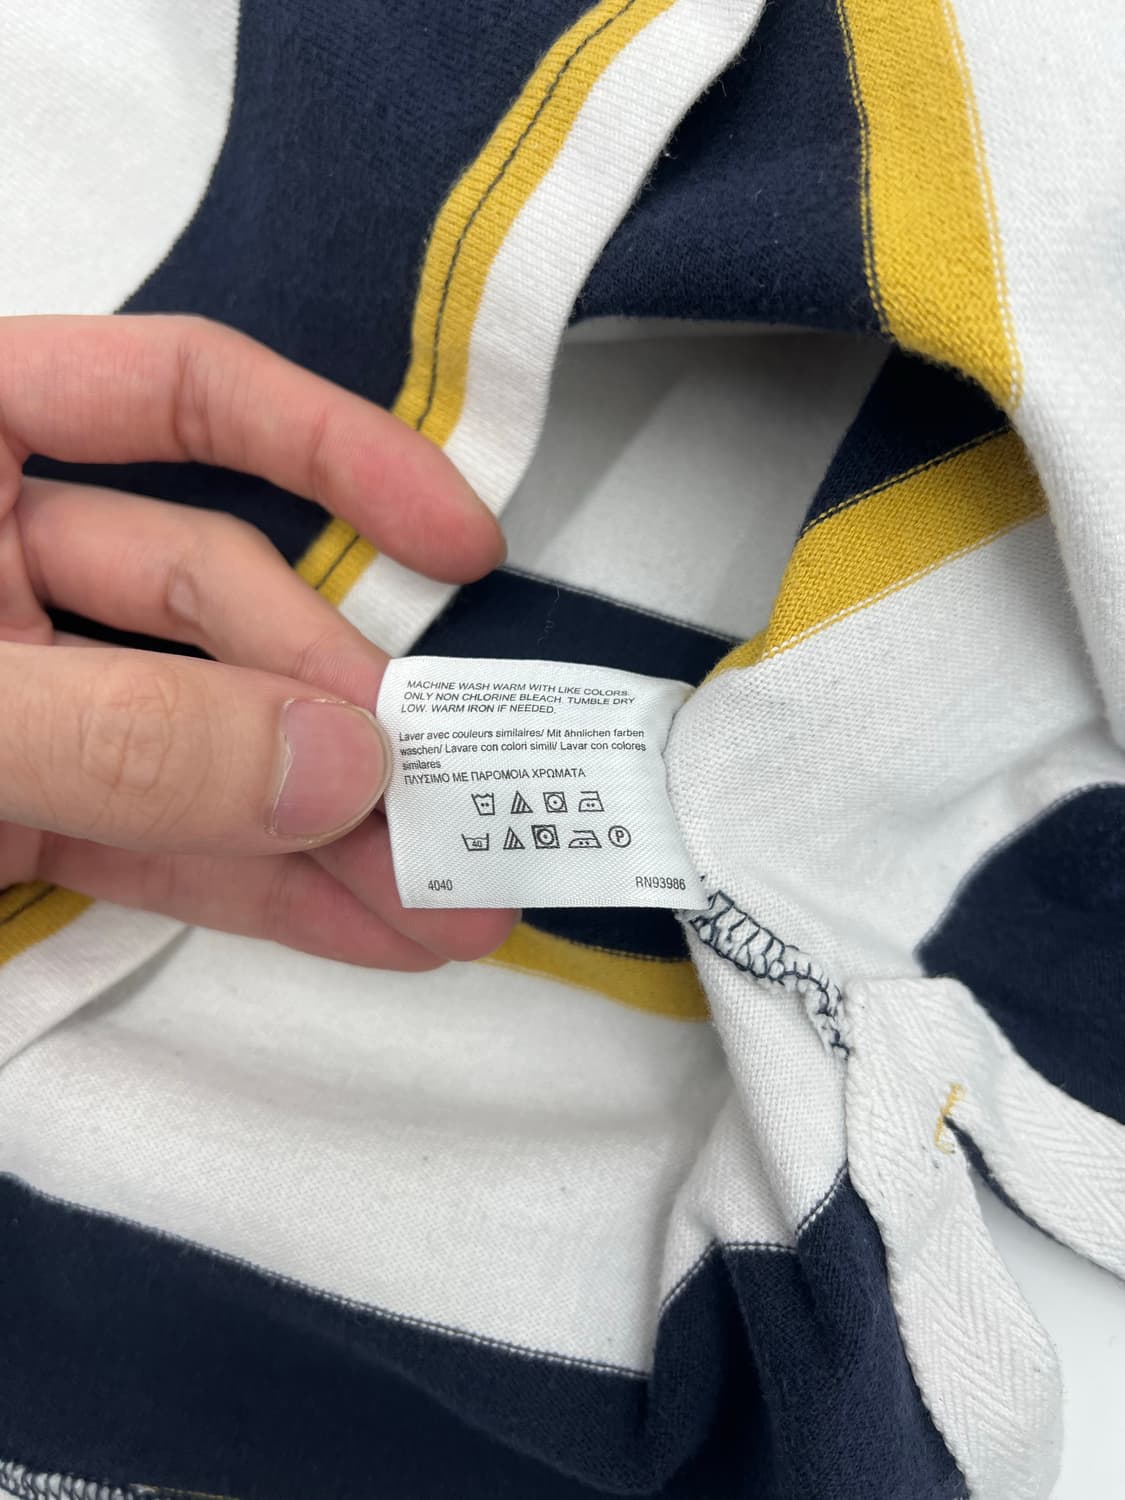 MACHINE WASH WARM WITH LIKE COLORS.
ONLY NON CHLORINE BLEACH. TUMBLE DRY
LOW. WARM IRON IF NEEDED.
Laver avec couleurs similaires/ Mit ähnlichen farben
waschen/ Lavare con colori simili/ Lavar con colores
similares
ΠΛΥΣΙΜΟ ΜΕ ΠΑΡΟΜΟΙΑ ΧΡΩΜΑΤΑ
40 P
4040 RN93986